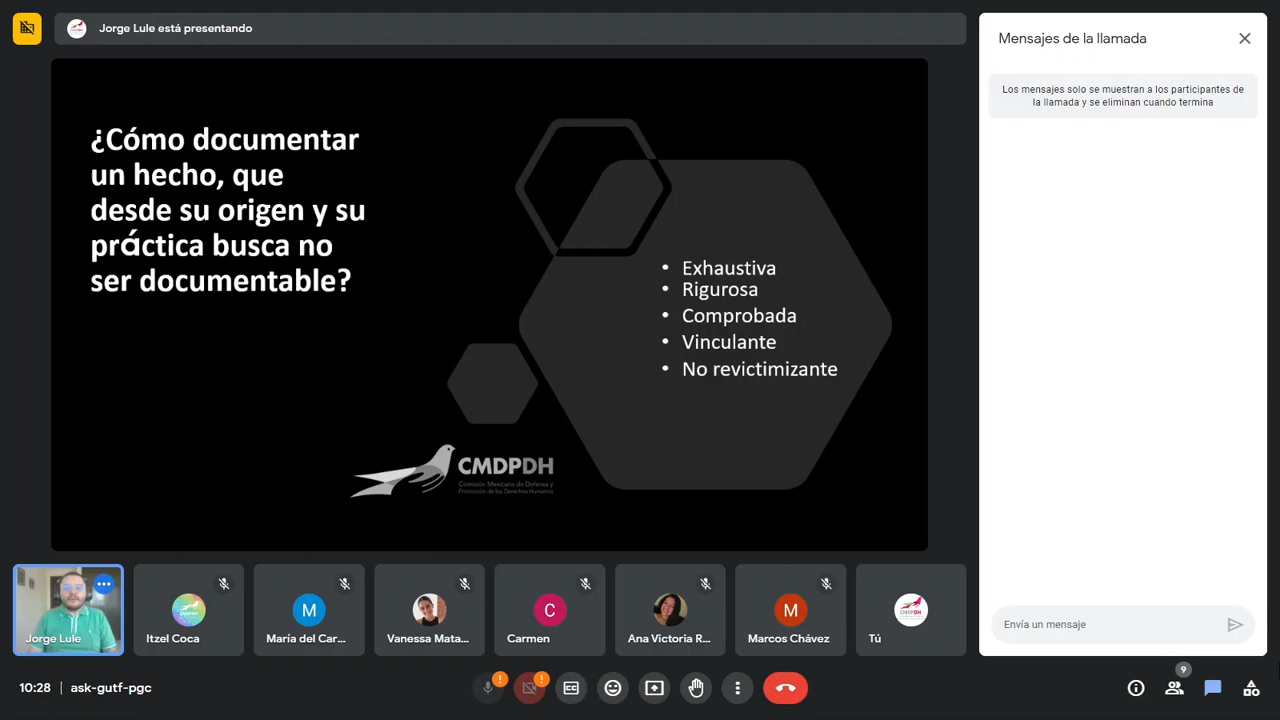 Jorge Lule está presentando
¿Cómo documentar
un hecho, que
desde su origen y su
práctica busca no
ser documentable?
• Exhaustiva
• Rigurosa
• Comprobada
• Vinculante
• No revictimizante
CMDPDH
Comisión Mexicana de Defensa y
Promoción de los Derechos Humanos
Mensajes de la llamada
Los mensajes solo se muestran a los participantes de
la llamada y se eliminan cuando termina
Envía un mensaje
Jorge Lule
Itzel Coca
M
María del Car...
Vanessa Mata...
C
Carmen
Ana Victoria R...
M
Marcos Chávez
CMDPDH
Tú
10:28 | ask-gutf-pgc
CC
9